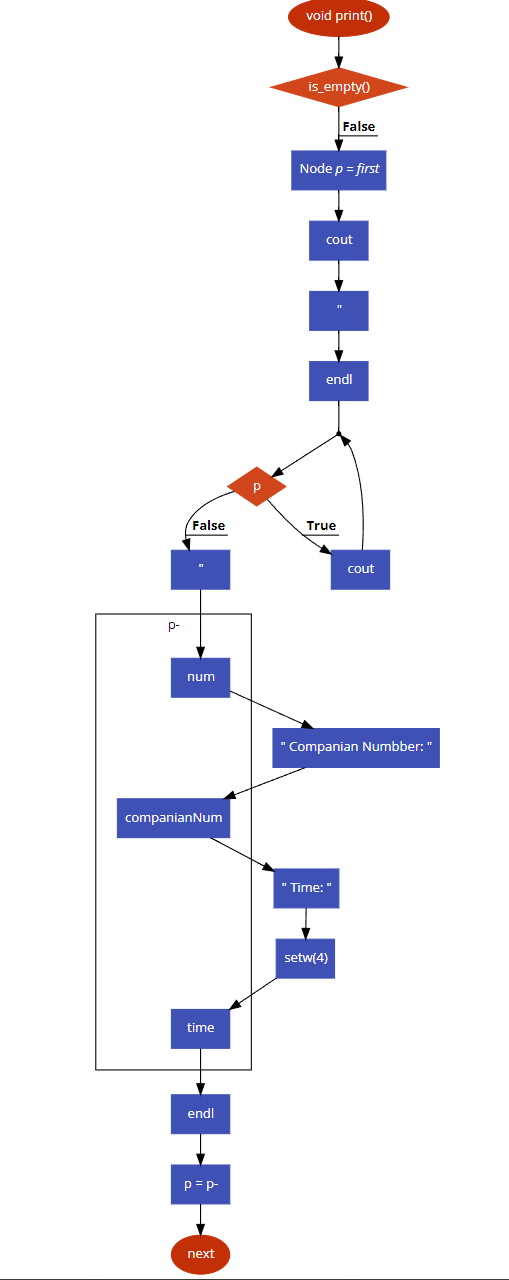 void print()
is_empty()
False
Node p = first
cout
"
endl
p
False
True
"
cout
p-
num
" Companian Numbber: "
companianNum
" Time: "
setw(4)
time
endl
p = p-
next